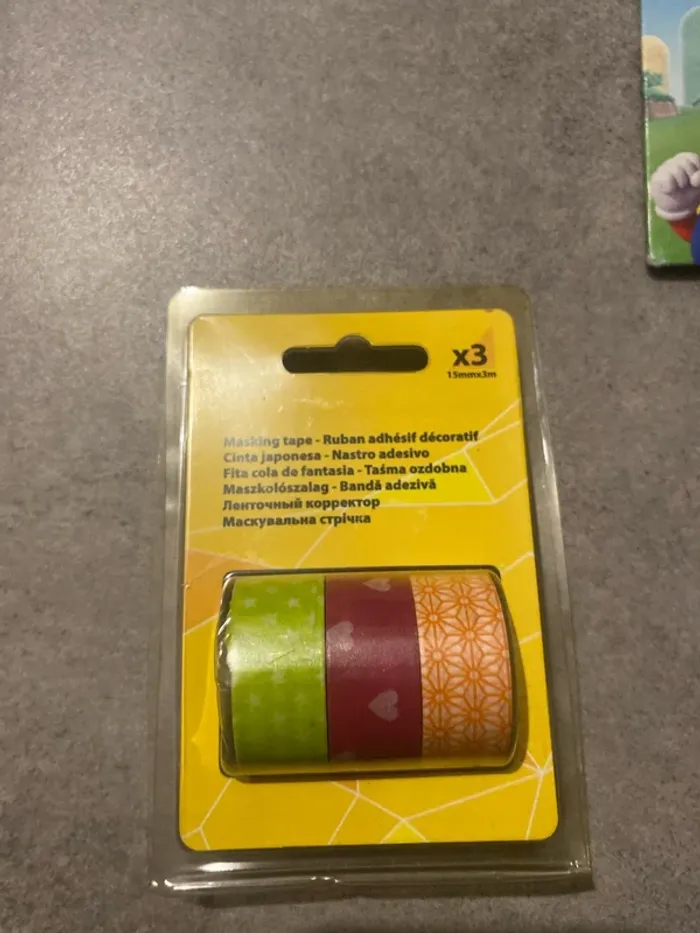 x3
15mmx3m
Masking tape - Ruban adhésif décoratif
Cinta japonesa - Nastro adesivo
Fita cola de fantasia - Taśma ozdobna
Maszkolószalag - Bandă adezivă
Ленточный корректор
Маскувальна стрічка